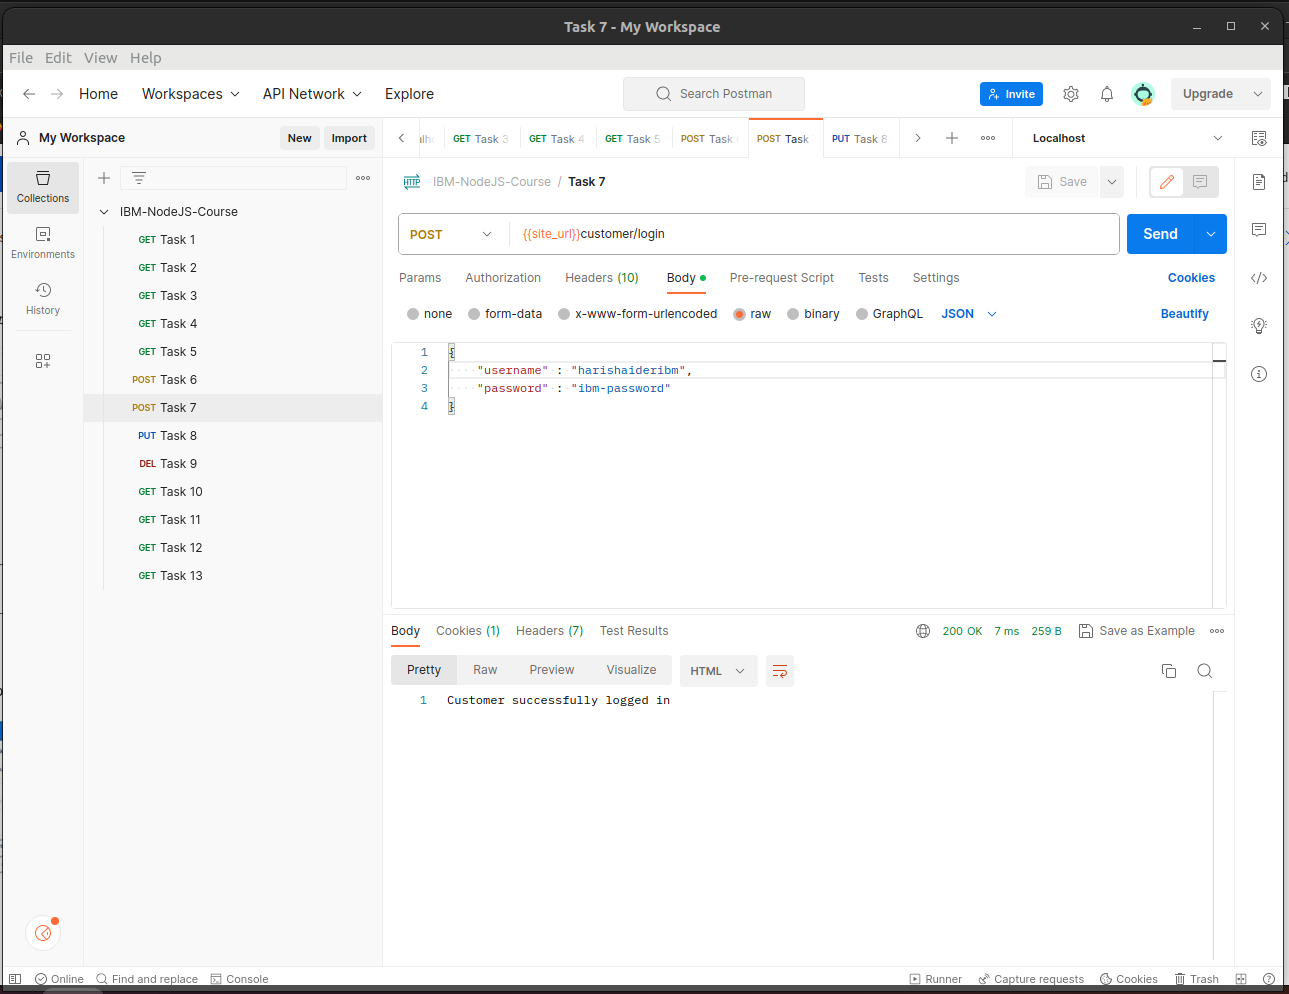 Task 7 - My Workspace
File Edit View Help
Home Workspaces API Network Explore Search Postman Invite Upgrade
My Workspace New Import GET Task 3 GET Task 4 GET Task 5 POST Task POST Task PUT Task 8 Localhost
IBM-NodeJS-Course / Task 7 Save
Collections
Environments
History
IBM-NodeJS-Course
GET Task 1
GET Task 2
GET Task 3
GET Task 4
GET Task 5
POST Task 6
POST Task 7
PUT Task 8
DEL Task 9
GET Task 10
GET Task 11
GET Task 12
GET Task 13
HTTP
POST {{site_url}}customer/login Send
Params Authorization Headers (10) Body Pre-request Script Tests Settings Cookies
none form-data x-www-form-urlencoded raw binary GraphQL JSON Beautify
1 {
2 "username" : "harishaideribm",
3 "password" : "ibm-password"
4 }
Body Cookies (1) Headers (7) Test Results 200 OK 7 ms 259 B Save as Example
Pretty Raw Preview Visualize HTML
1 Customer successfully logged in
Online Find and replace Console Runner Capture requests Cookies Trash